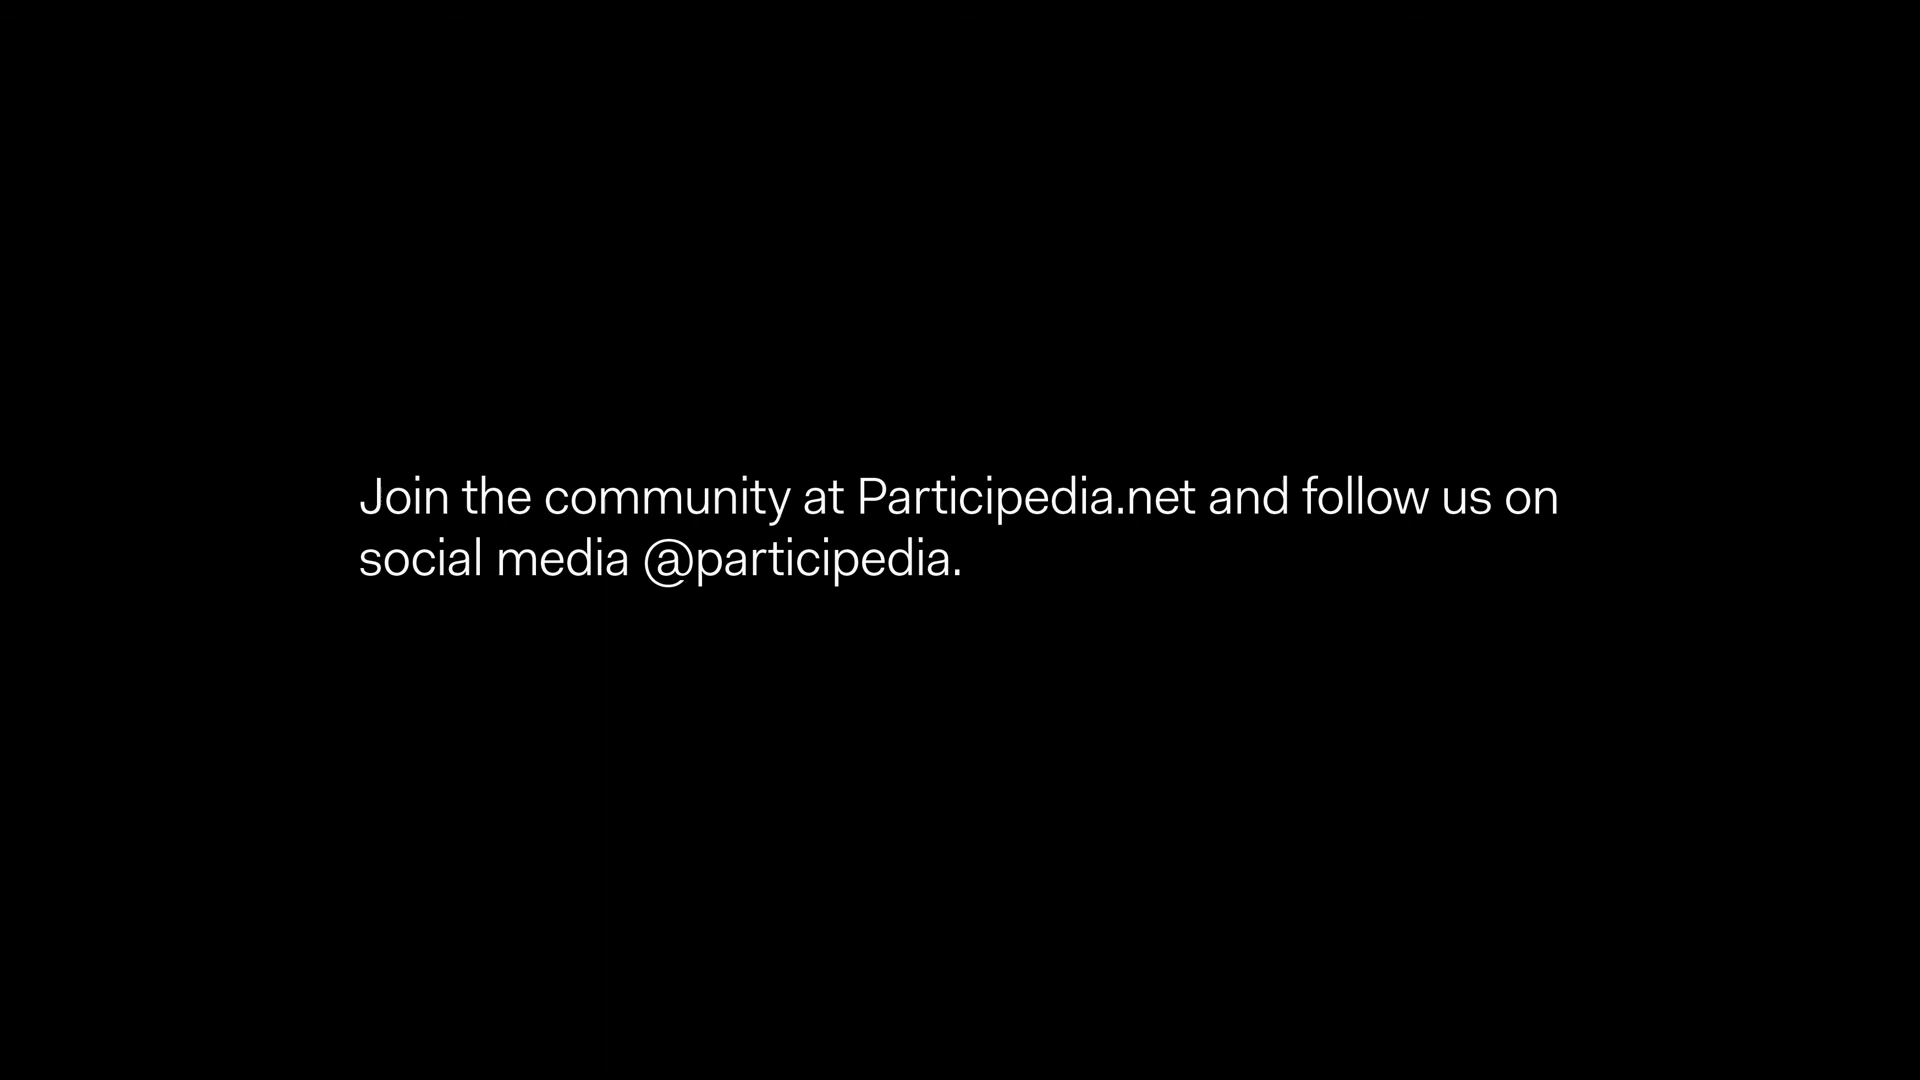 Join the community at Participedia.net and follow us on
social media @participedia.